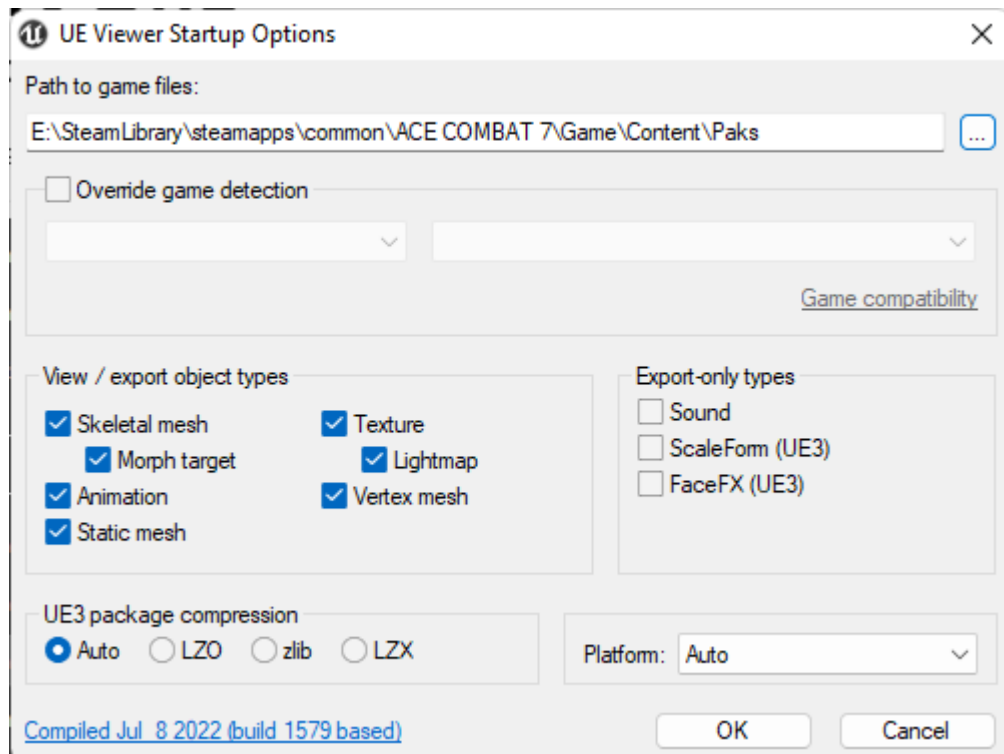 UE Viewer Startup Options
Path to game files:
E:\SteamLibrary\steamapps\common\ACE COMBAT 7\Game\Content\Paks
...
Override game detection
Game compatibility
View / export object types
Skeletal mesh
Texture
Morph target
Lightmap
Animation
Vertex mesh
Static mesh
Export-only types
Sound
ScaleForm (UE3)
FaceFX (UE3)
UE3 package compression
Auto
LZO
zlib
LZX
Platform:
Auto
Compiled Jul 8 2022 (build 1579 based)
OK
Cancel